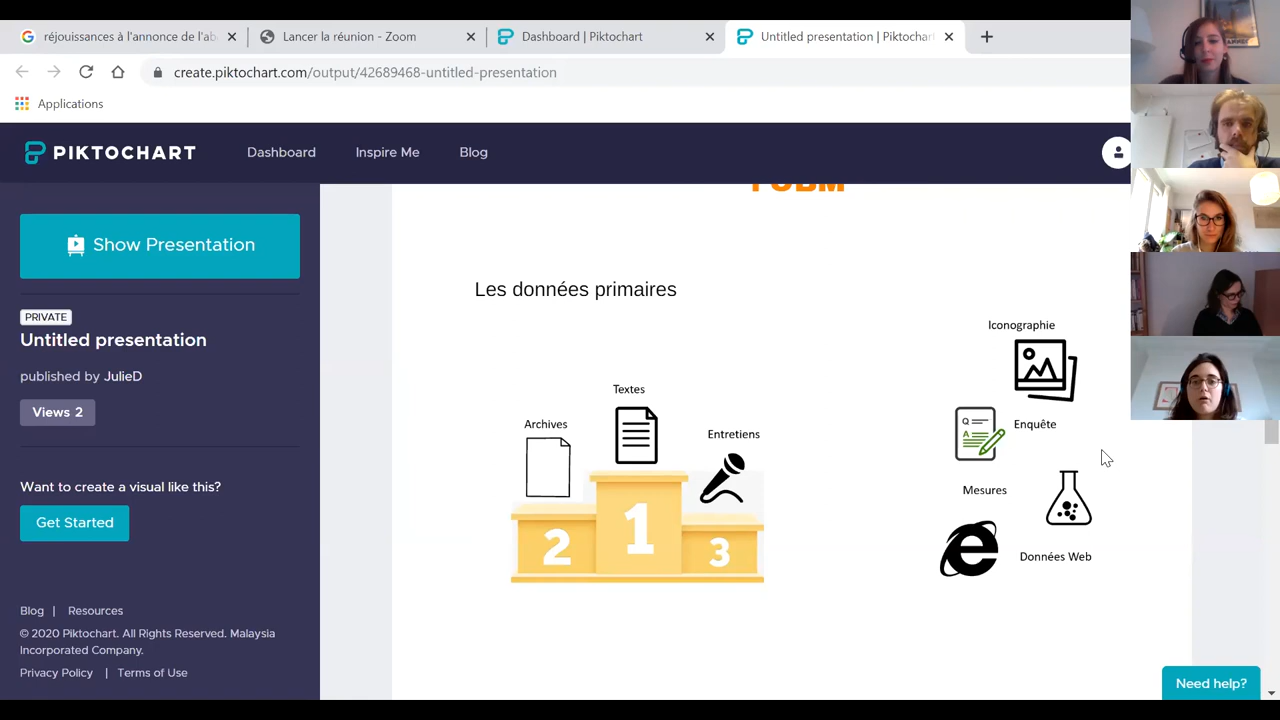 réjouissances à l'annonce de l'ab
Lancer la réunion - Zoom
Dashboard | Piktochart
Untitled presentation | Piktochart
create.piktochart.com/output/42689468-untitled-presentation
Applications
PIKTOCHART
Dashboard
Inspire Me
Blog
Show Presentation
PRIVATE
Untitled presentation
published by JulieD
Views 2
Want to create a visual like this?
Get Started
Blog | Resources
© 2020 Piktochart. All Rights Reserved. Malaysia
Incorporated Company.
Privacy Policy | Terms of Use
Les données primaires
Textes
Archives
Entretiens
2
1
3
Iconographie
Q
A
Enquête
Mesures
Données Web
Need help?